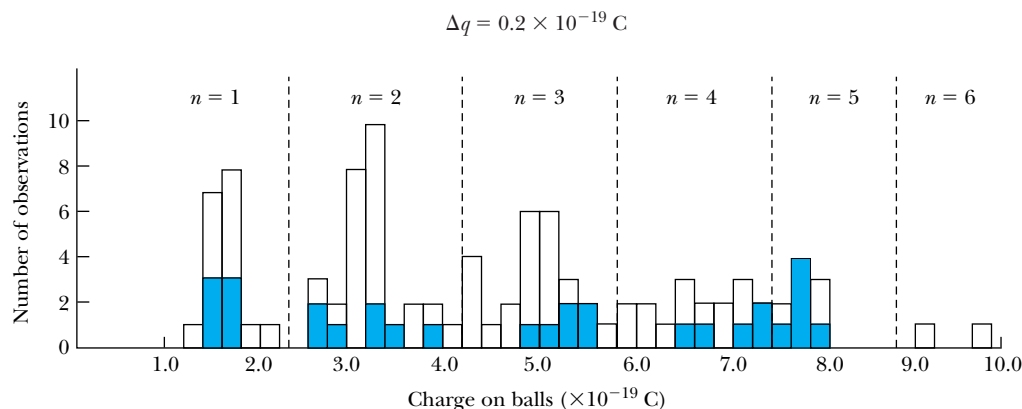 Δq = 0.2 × 10⁻¹⁹ C
n = 1 n = 2 n = 3 n = 4 n = 5 n = 6
Number of observations
10
8
6
4
2
0
1.0 2.0 3.0 4.0 5.0 6.0 7.0 8.0 9.0 10.0
Charge on balls (×10⁻¹⁹ C)